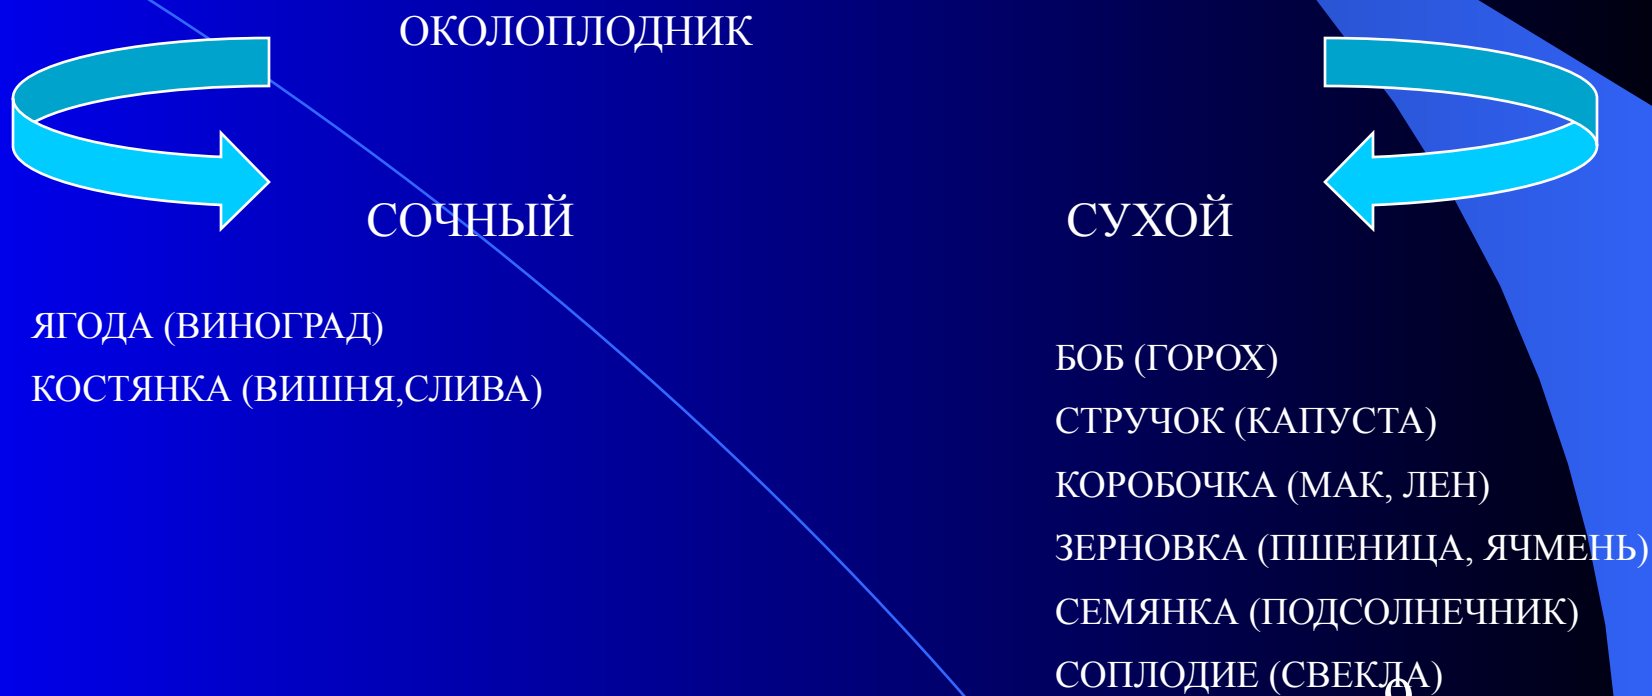 ОКОЛОПЛОДНИК
СОЧНЫЙ
СУХОЙ
ЯГОДА (ВИНОГРАД)
КОСТЯНКА (ВИШНЯ,СЛИВА)
БОБ (ГОРОХ)
СТРУЧОК (КАПУСТА)
КОРОБОЧКА (МАК, ЛЕН)
ЗЕРНОВКА (ПШЕНИЦА, ЯЧМЕНЬ)
СЕМЯНКА (ПОДСОЛНЕЧНИК)
СОПЛОДИЕ (СВЕКЛА)